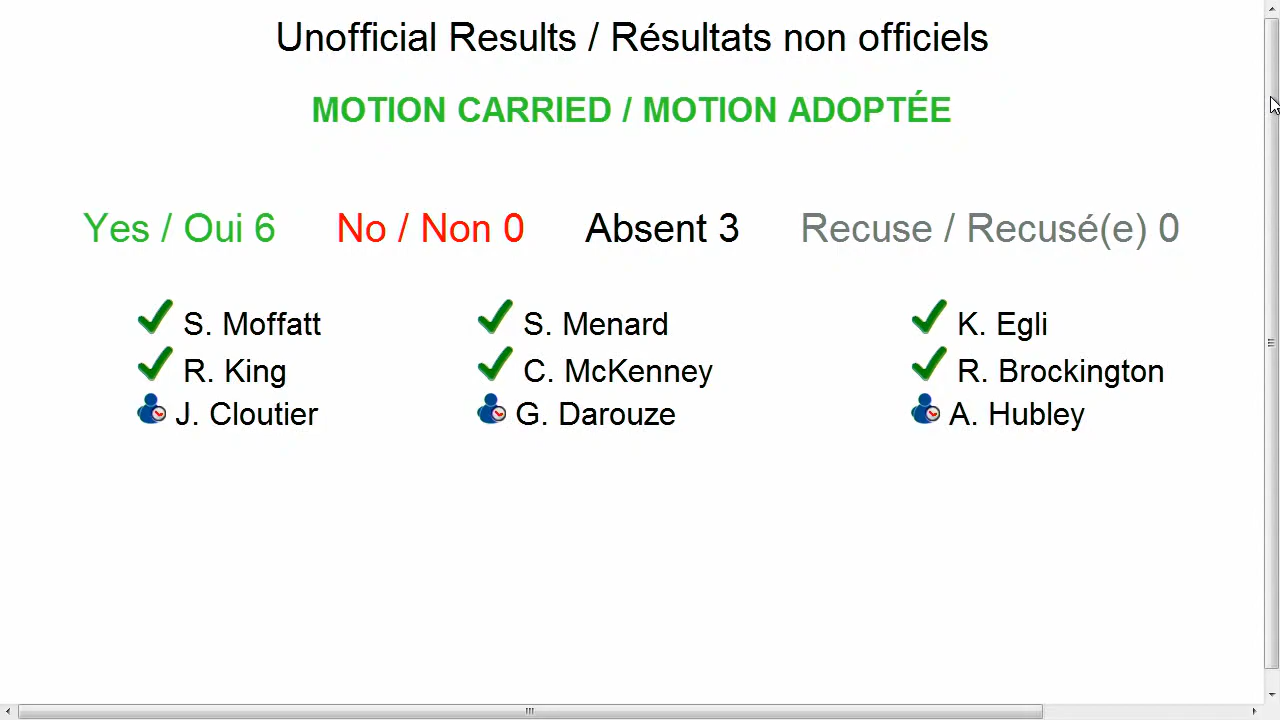 Unofficial Results / Résultats non officiels
MOTION CARRIED / MOTION ADOPTÉE
Yes / Oui 6 No / Non 0 Absent 3 Recuse / Recusé(e) 0
S. Moffatt S. Menard K. Egli
R. King C. McKenney R. Brockington
J. Cloutier G. Darouze A. Hubley